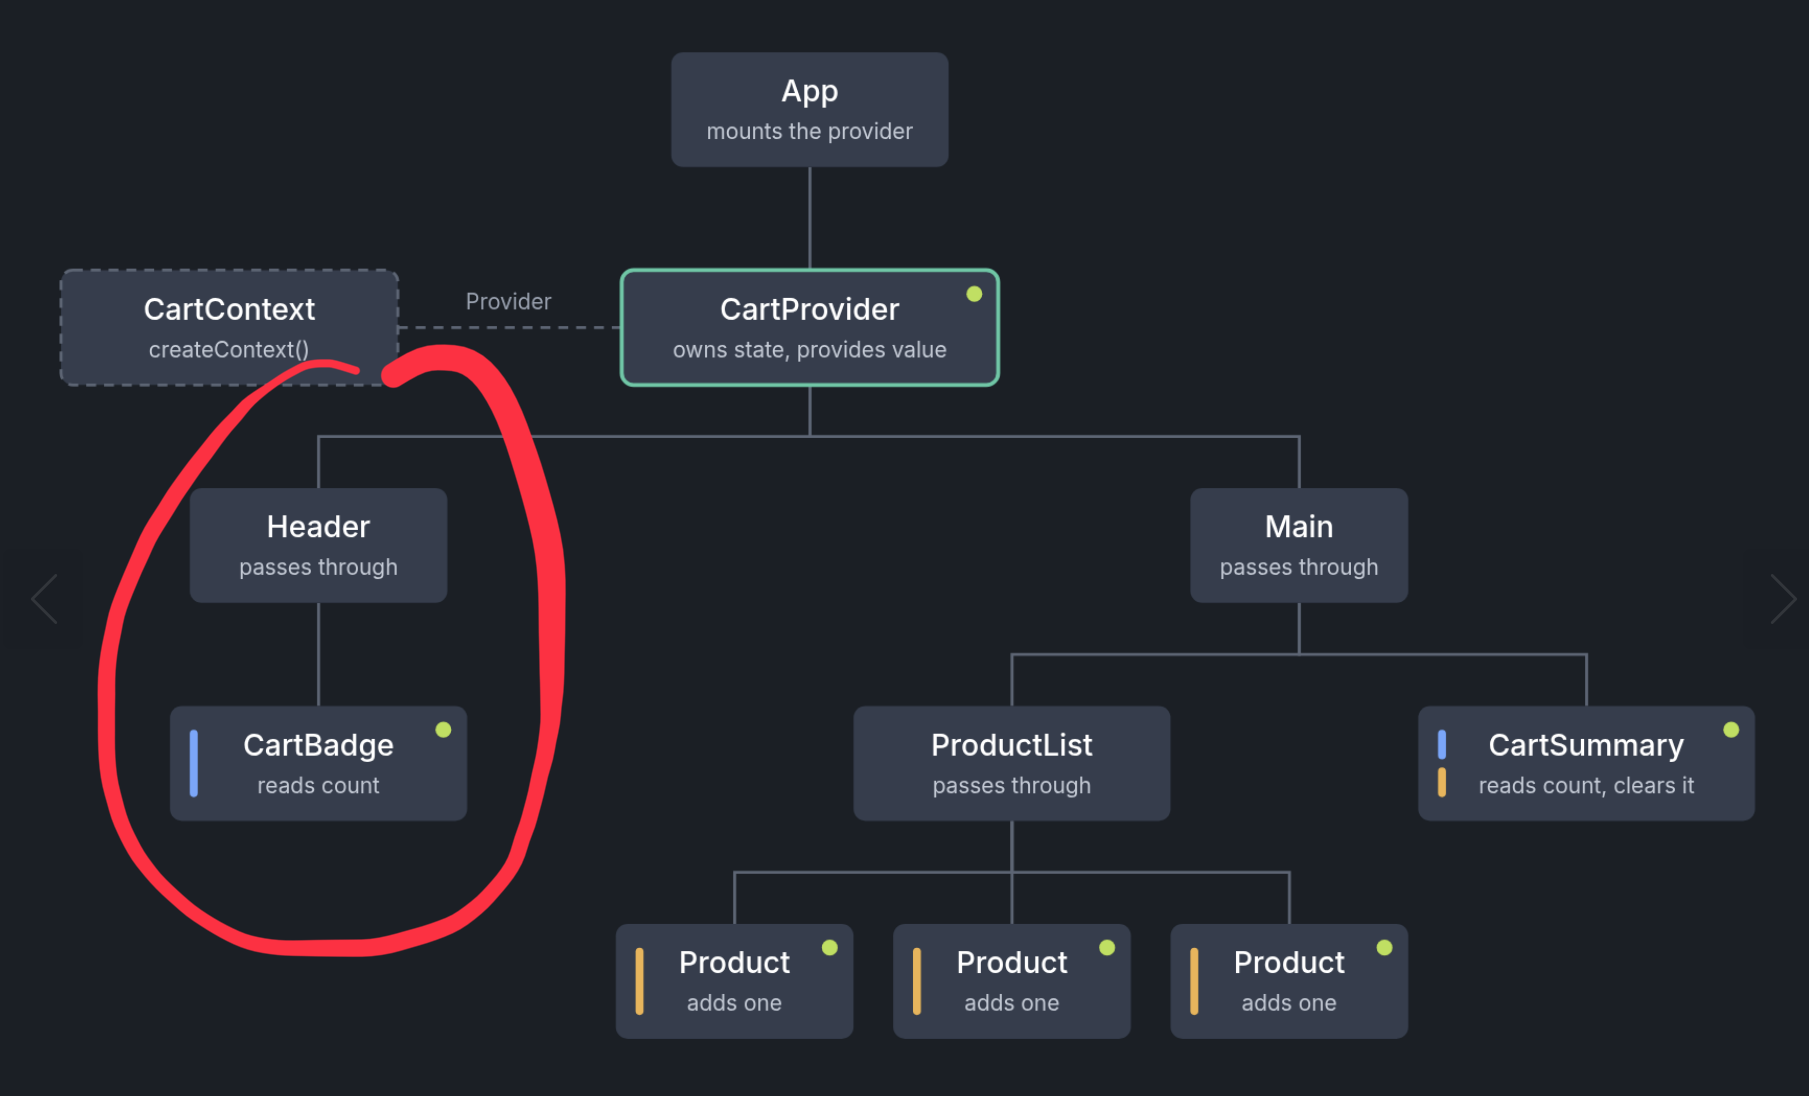 App
mounts the provider
CartContext
createContext()
Provider
CartProvider
owns state, provides value
Header
passes through
Main
passes through
CartBadge
reads count
ProductList
passes through
CartSummary
reads count, clears it
Product
adds one
Product
adds one
Product
adds one